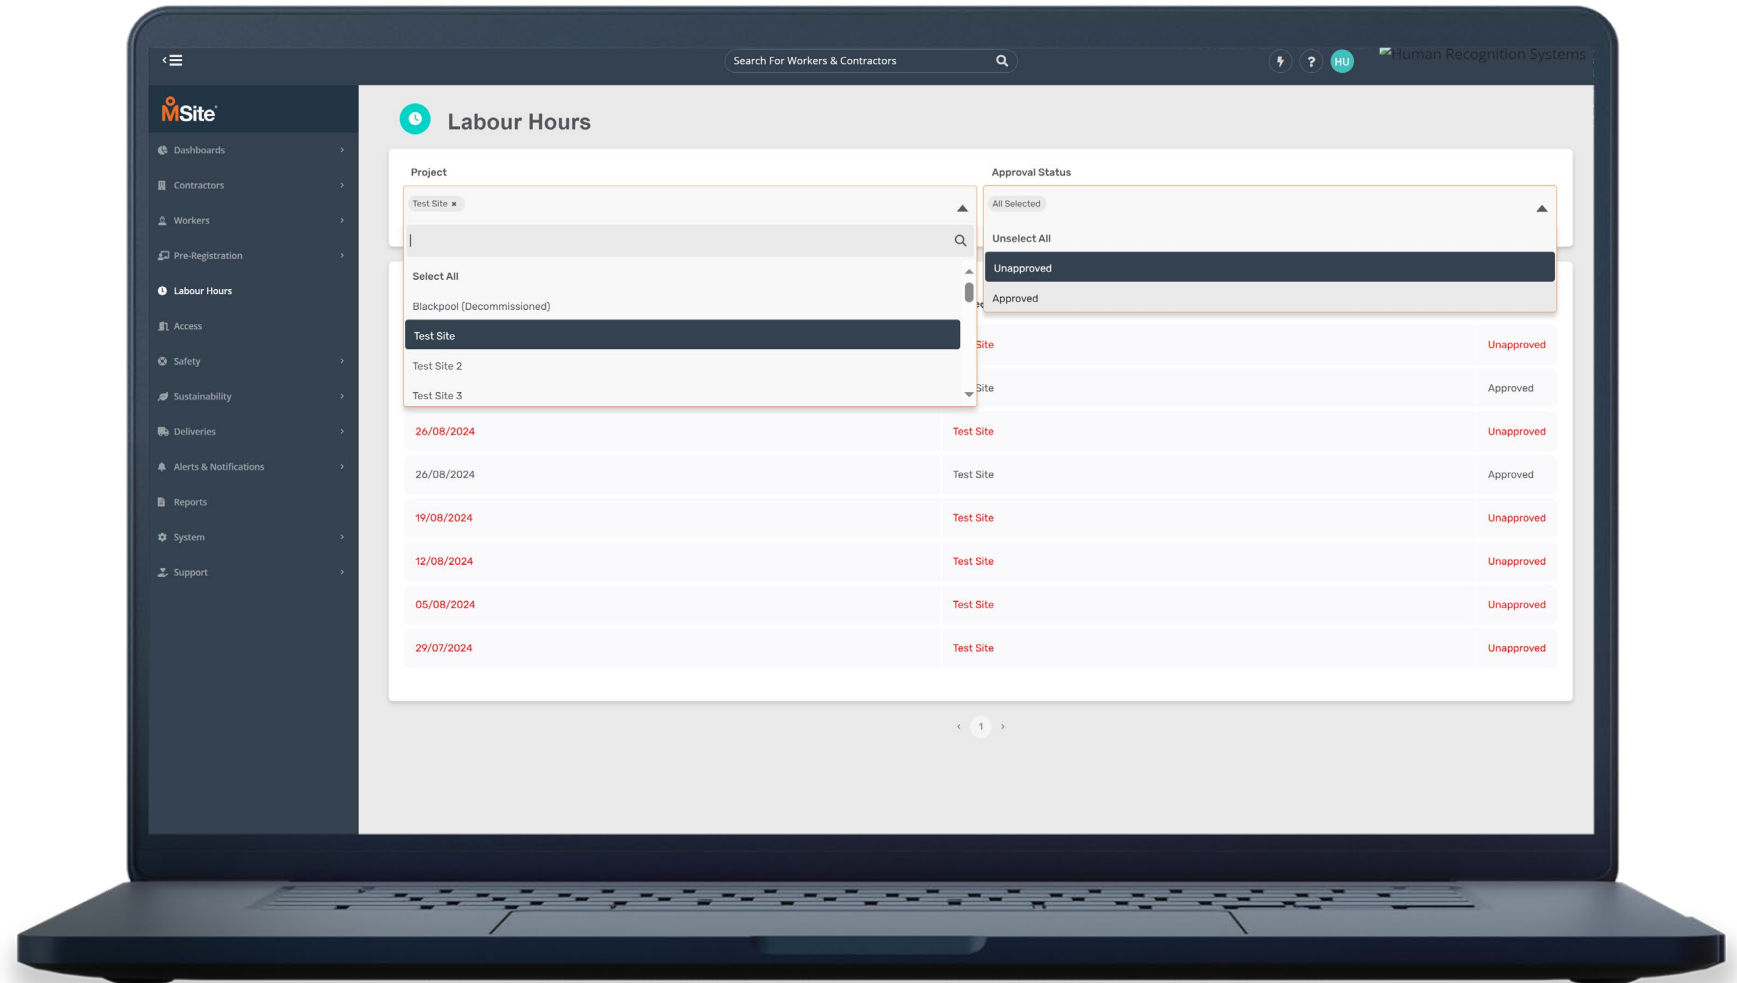 Search For Workers & Contractors
?
HU
Human Recognition Systems
MSite
Dashboards
Contractors
Workers
Pre-Registration
Labour Hours
Access
Safety
Sustainability
Deliveries
Alerts & Notifications
Reports
System
Support
Labour Hours
Project
Approval Status
Test Site ×
All Selected
Unselect All
Unapproved
Approved
Select All
Blackpool (Decommissioned)
Test Site
Test Site 2
Test Site 3
Site Unapproved
Site Approved
26/08/2024 Test Site Unapproved
26/08/2024 Test Site Approved
19/08/2024 Test Site Unapproved
12/08/2024 Test Site Unapproved
05/08/2024 Test Site Unapproved
29/07/2024 Test Site Unapproved
‹ 1 ›